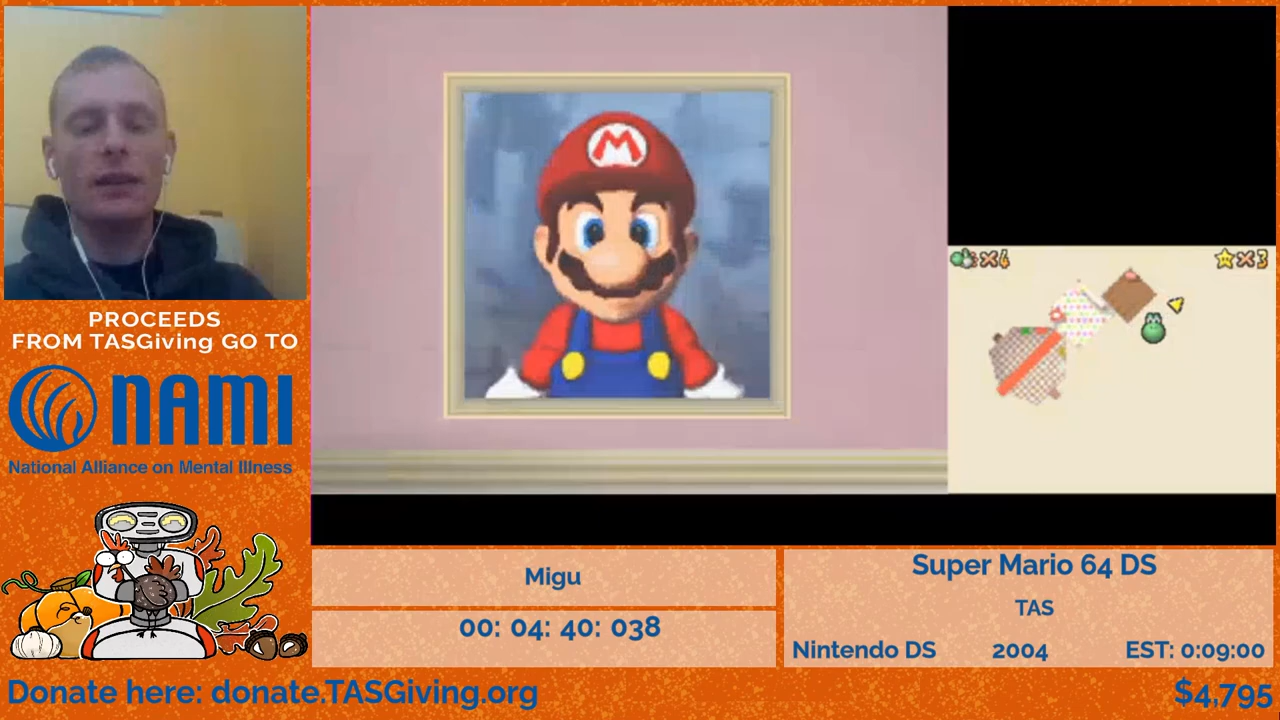 M
×4
×3
PROCEEDS
FROM TASGiving GO TO
NAMI
National Alliance on Mental Illness
Migu
00: 04: 40: 038
Super Mario 64 DS
TAS
Nintendo DS 2004 EST: 0:09:00
Donate here: donate.TASGiving.org
$4,795